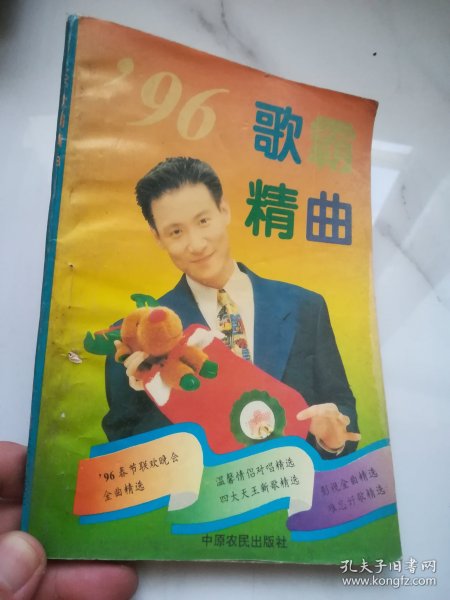 '96
歌霸
精曲
'96春节联欢晚会
金曲精选
温馨情侣对唱精选
四大天王新歌精选
影视金曲精选
难忘好歌精选
中原农民出版社
孔夫子旧书网
www.kongfz.com